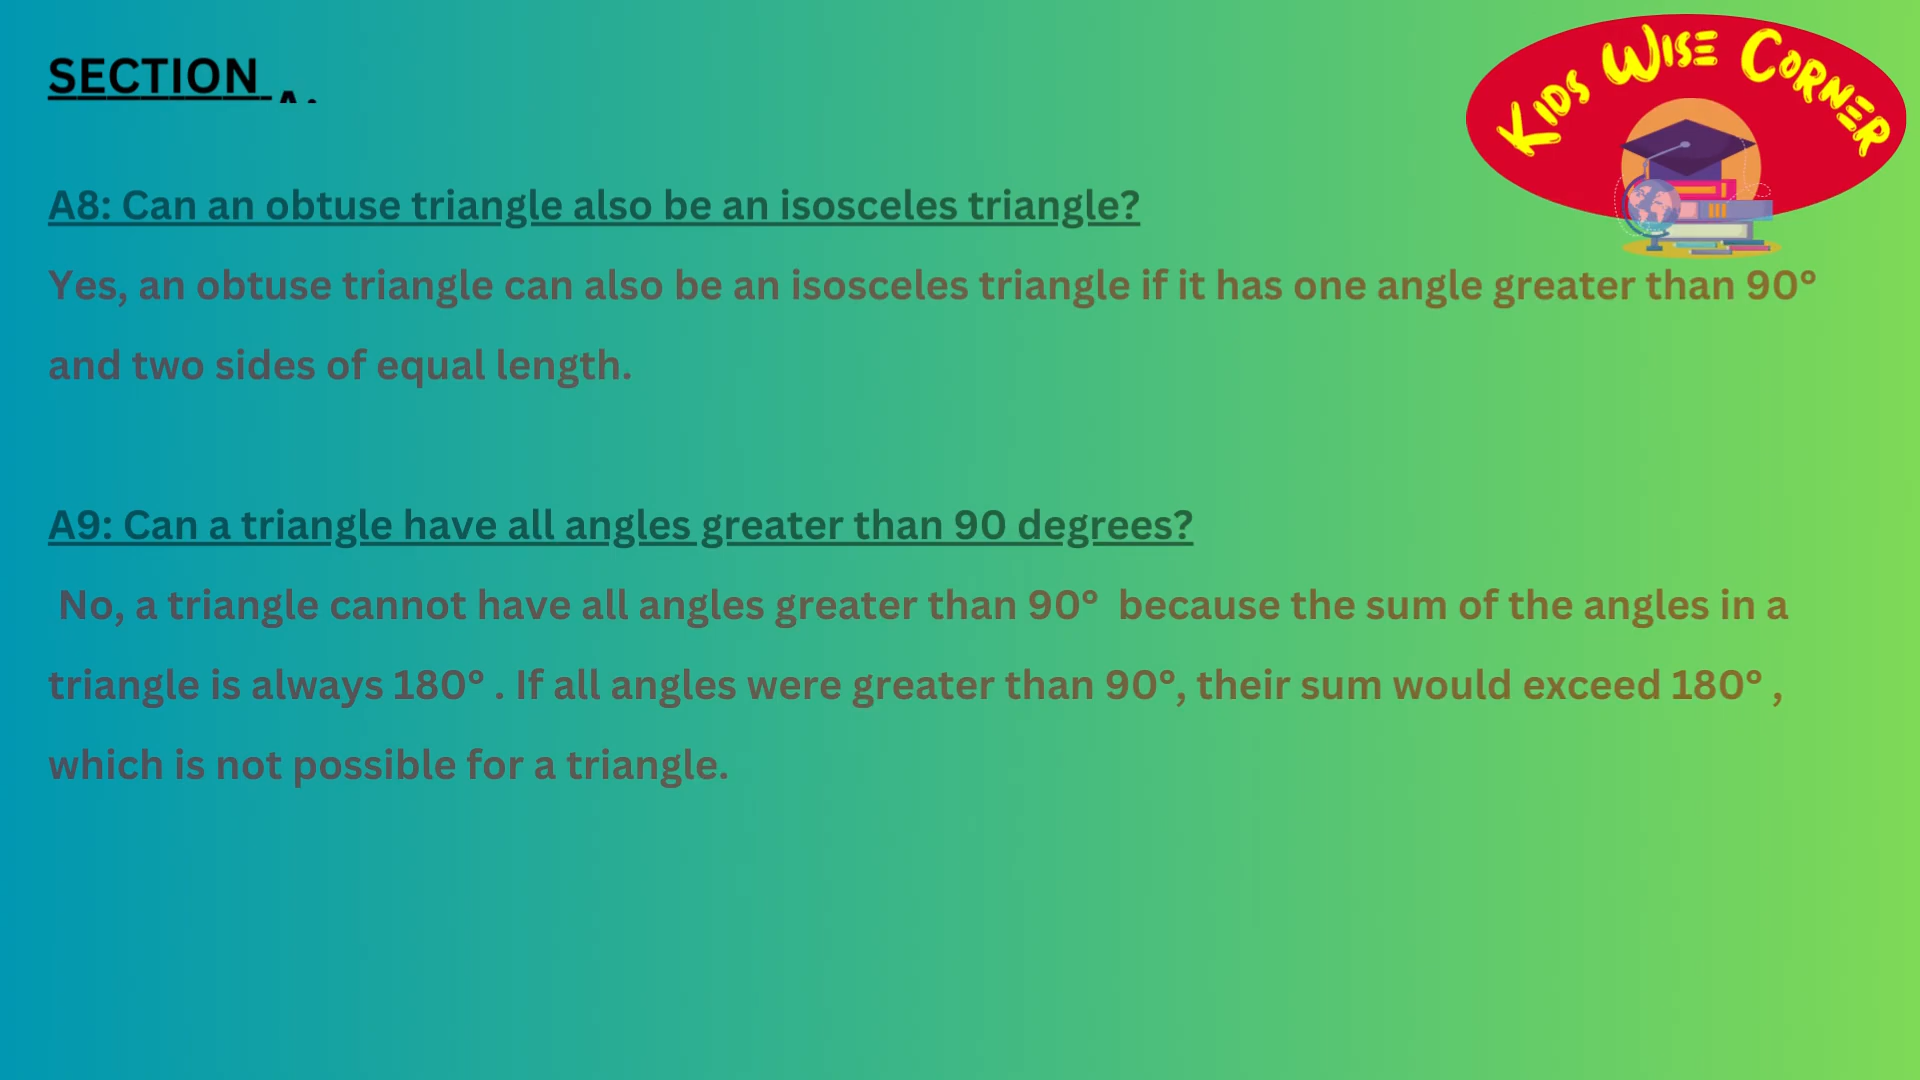 SECTION A:
KIDS WISE CORNER
A8: Can an obtuse triangle also be an isosceles triangle?
Yes, an obtuse triangle can also be an isosceles triangle if it has one angle greater than 90°
and two sides of equal length.
A9: Can a triangle have all angles greater than 90 degrees?
No, a triangle cannot have all angles greater than 90° because the sum of the angles in a
triangle is always 180° . If all angles were greater than 90°, their sum would exceed 180° ,
which is not possible for a triangle.